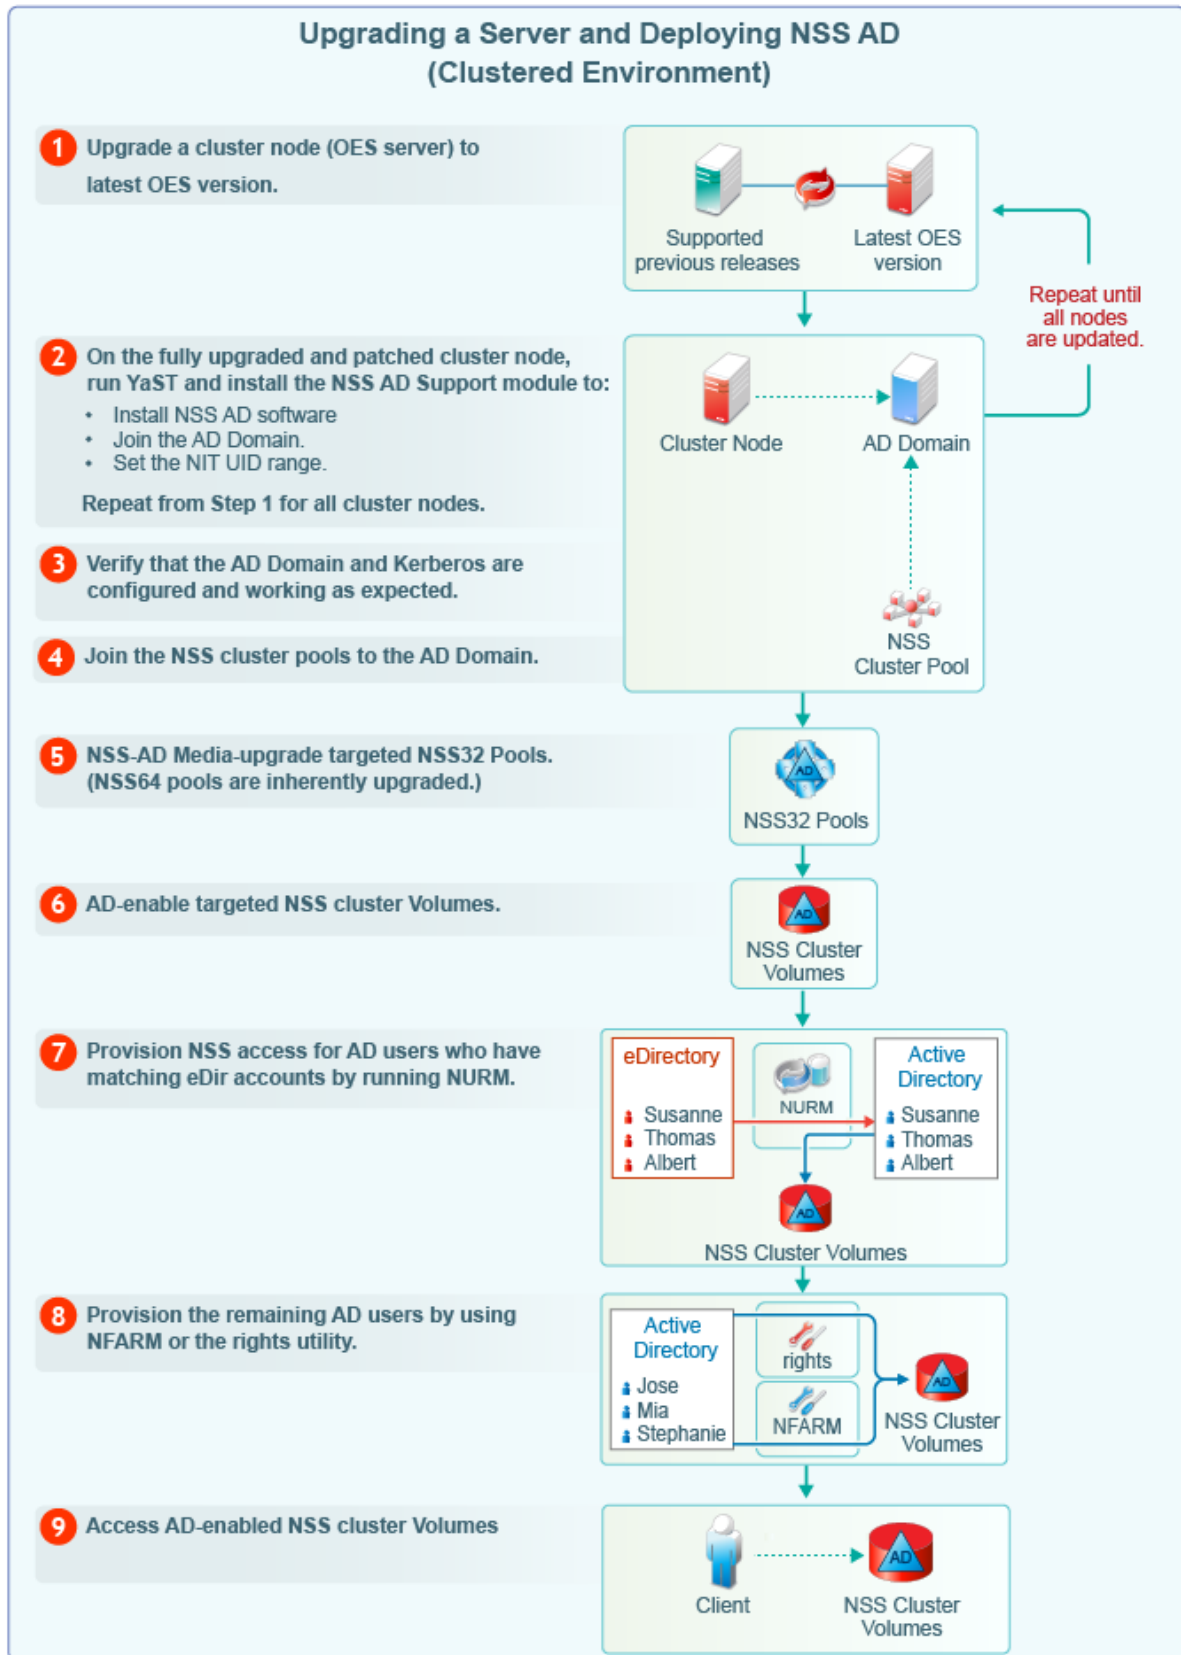 Upgrading a Server and Deploying NSS AD
(Clustered Environment)
1 Upgrade a cluster node (OES server) to
latest OES version.
Supported
previous releases
Latest OES
version
Repeat until
all nodes
are updated.
2 On the fully upgraded and patched cluster node,
run YaST and install the NSS AD Support module to:
• Install NSS AD software
• Join the AD Domain.
• Set the NIT UID range.
Repeat from Step 1 for all cluster nodes.
Cluster Node
AD Domain
3 Verify that the AD Domain and Kerberos are
configured and working as expected.
NSS
Cluster Pool
4 Join the NSS cluster pools to the AD Domain.
5 NSS-AD Media-upgrade targeted NSS32 Pools.
(NSS64 pools are inherently upgraded.)
AD
NSS32 Pools
6 AD-enable targeted NSS cluster Volumes.
AD
NSS Cluster
Volumes
7 Provision NSS access for AD users who have
matching eDir accounts by running NURM.
eDirectory
Susanne
Thomas
Albert
NURM
Active
Directory
Susanne
Thomas
Albert
AD
NSS Cluster Volumes
8 Provision the remaining AD users by using
NFARM or the rights utility.
Active
Directory
Jose
Mia
Stephanie
rights
NFARM
AD
NSS Cluster
Volumes
9 Access AD-enabled NSS cluster Volumes
Client
AD
NSS Cluster
Volumes